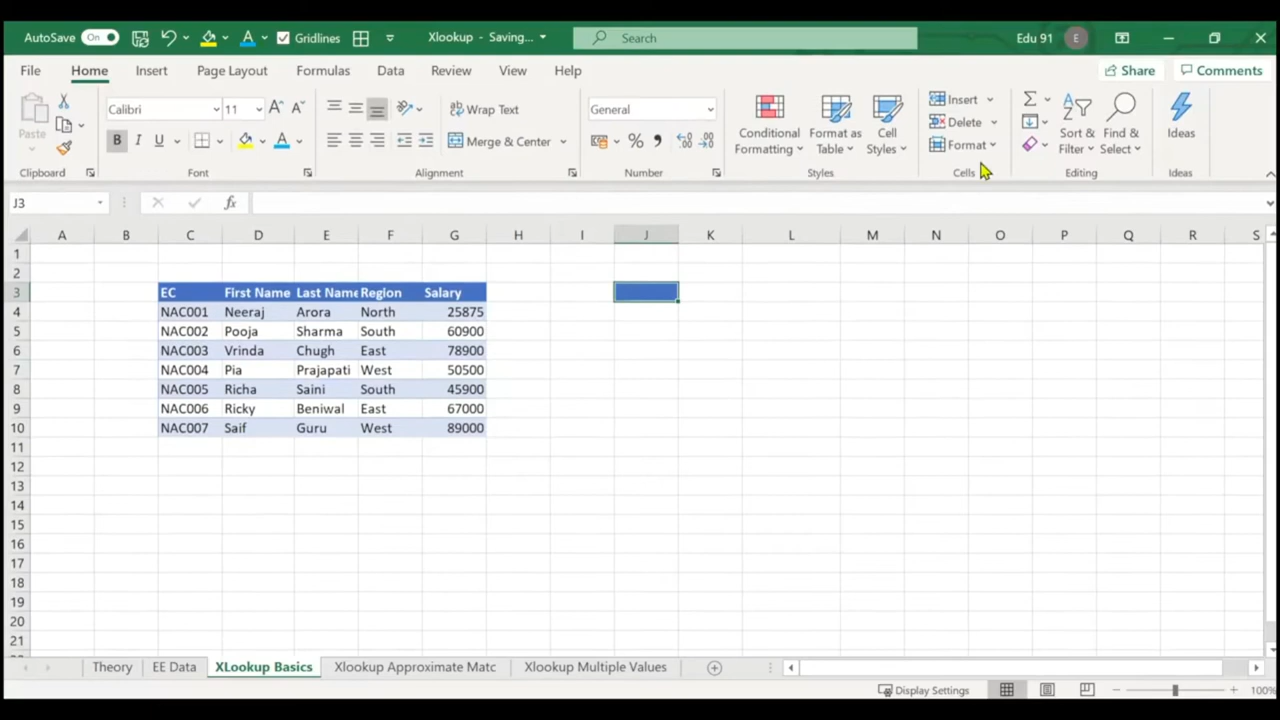 AutoSave On Gridlines Xlookup - Saving... Search Edu 91 E
File Home Insert Page Layout Formulas Data Review View Help Share Comments
Paste Calibri 11 Wrap Text General Conditional Formatting Format as Table Cell Styles Insert Sort & Filter Find & Select Ideas
B I U Merge & Center % Delete
Format
Clipboard Font Alignment Number Styles Cells Editing Ideas
J3 fx
A B C D E F G H I J K L M N O P Q R S
1
2
3 EC First Name Last Name Region Salary
4 NAC001 Neeraj Arora North 25875
5 NAC002 Pooja Sharma South 60900
6 NAC003 Vrinda Chugh East 78900
7 NAC004 Pia Prajapati West 50500
8 NAC005 Richa Saini South 45900
9 NAC006 Ricky Beniwal East 67000
10 NAC007 Saif Guru West 89000
11
12
13
14
15
16
17
18
19
20
21
Theory EE Data XLookup Basics Xlookup Approximate Matc Xlookup Multiple Values
Display Settings 100%